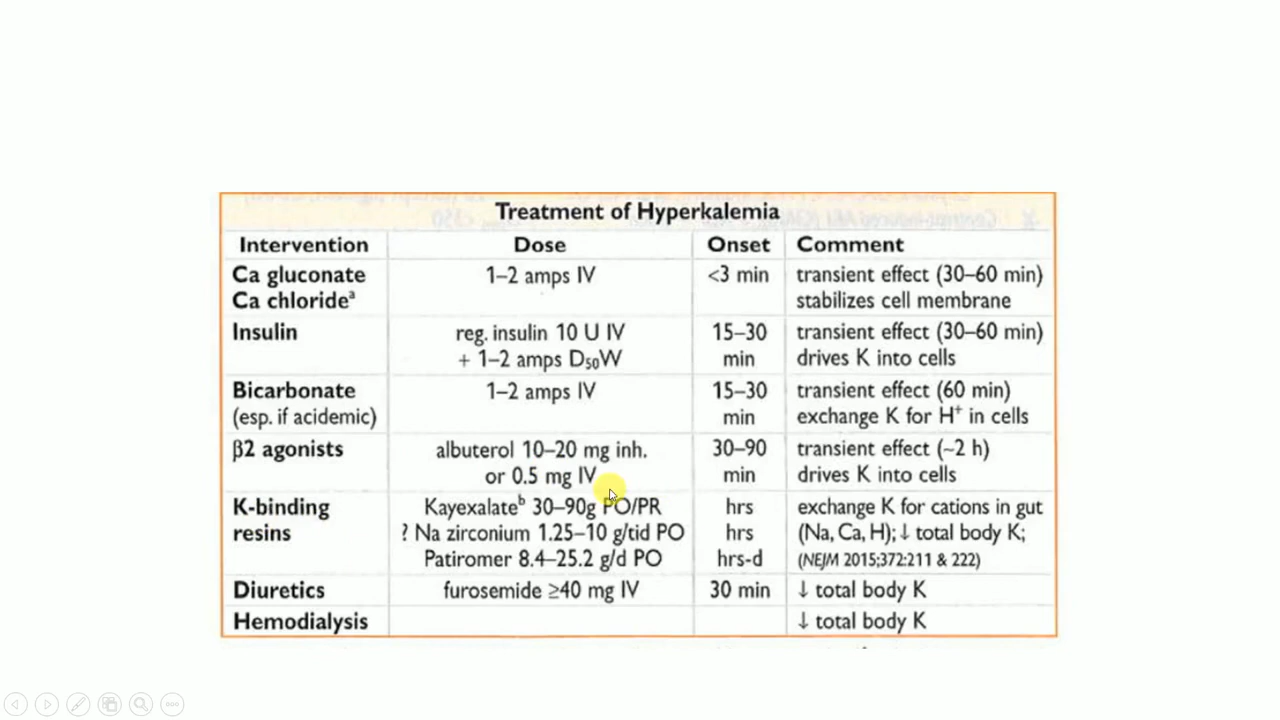 Treatment of Hyperkalemia
Intervention Dose Onset Comment
Ca gluconate 1–2 amps IV <3 min transient effect (30–60 min)
Ca chlorideᵃ stabilizes cell membrane
Insulin reg. insulin 10 U IV 15–30 transient effect (30–60 min)
+ 1–2 amps D₅₀W min drives K into cells
Bicarbonate 1–2 amps IV 15–30 transient effect (60 min)
(esp. if acidemic) min exchange K for H⁺ in cells
β2 agonists albuterol 10–20 mg inh. 30–90 transient effect (~2 h)
or 0.5 mg IV min drives K into cells
K-binding Kayexalateᵇ 30–90g PO/PR hrs exchange K for cations in gut
resins ? Na zirconium 1.25–10 g/tid PO hrs (Na, Ca, H); ↓ total body K;
Patiromer 8.4–25.2 g/d PO hrs-d (NEJM 2015;372:211 & 222)
Diuretics furosemide ≥40 mg IV 30 min ↓ total body K
Hemodialysis ↓ total body K